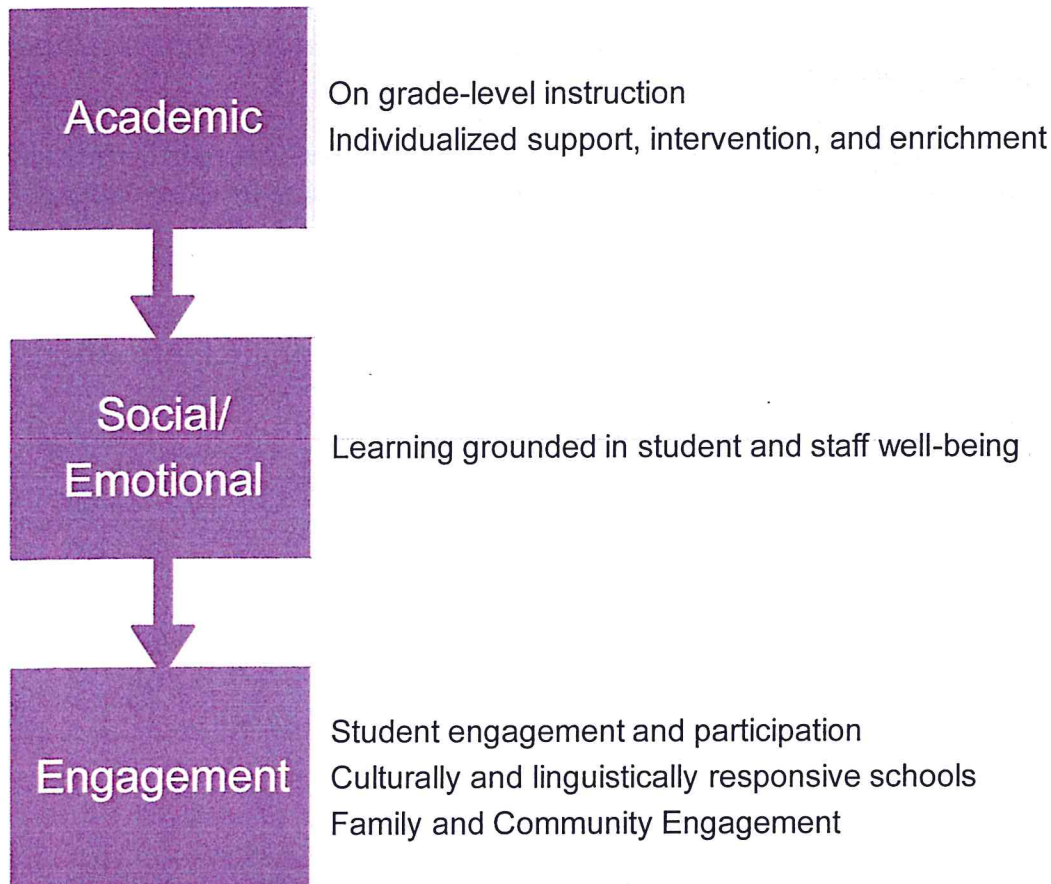 Academic
On grade-level instruction
Individualized support, intervention, and enrichment
Social/
Emotional
Learning grounded in student and staff well-being
Engagement
Student engagement and participation
Culturally and linguistically responsive schools
Family and Community Engagement